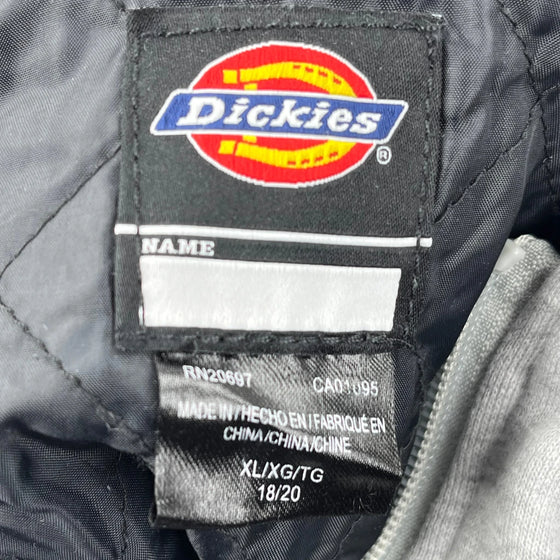 Dickies
®
NAME
RN20697 CA01095
MADE IN/HECHO EN/FABRIQUÉ EN
CHINA/CHINA/CHINE
XL/XG/TG
18/20